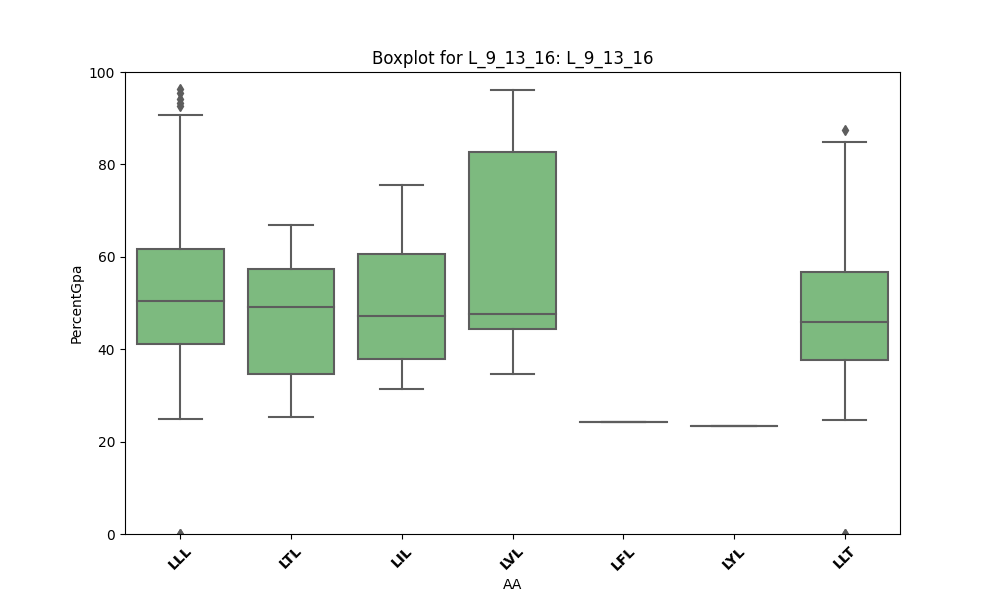 Boxplot for L_9_13_16: L_9_13_16
100
80
60
40
20
0
PercentGpa
LLL
LTL
LIL
LVL
LFL
LYL
LLT
AA